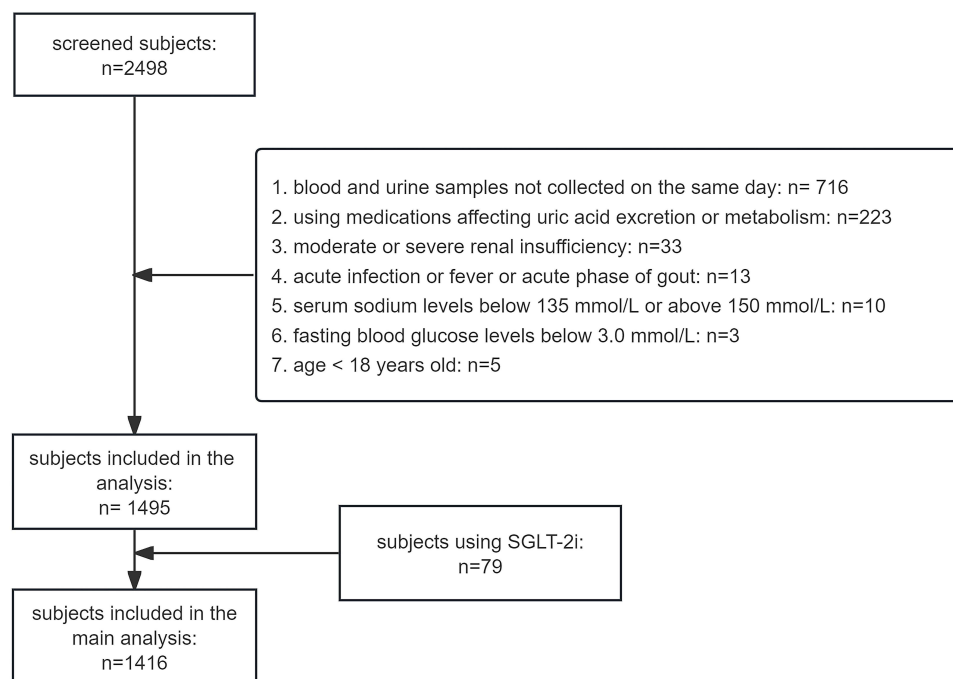 screened subjects:
n=2498
1. blood and urine samples not collected on the same day: n= 716
2. using medications affecting uric acid excretion or metabolism: n=223
3. moderate or severe renal insufficiency: n=33
4. acute infection or fever or acute phase of gout: n=13
5. serum sodium levels below 135 mmol/L or above 150 mmol/L: n=10
6. fasting blood glucose levels below 3.0 mmol/L: n=3
7. age < 18 years old: n=5
subjects included in the
analysis:
n= 1495
subjects using SGLT-2i:
n=79
subjects included in the
main analysis:
n=1416